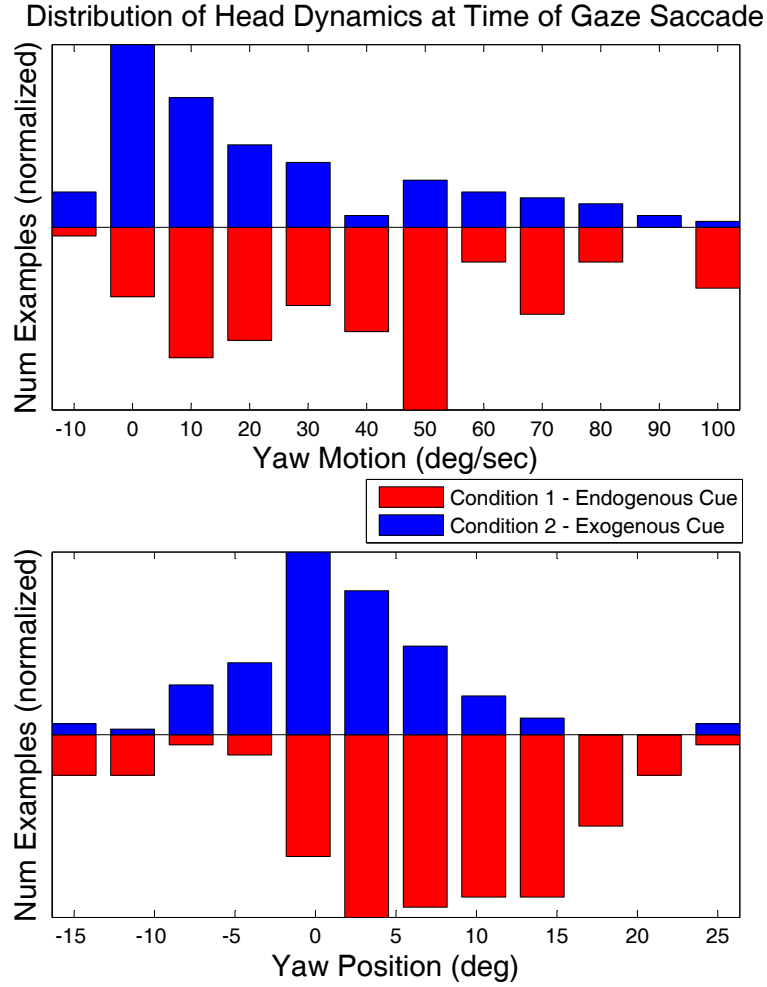 Distribution of Head Dynamics at Time of Gaze Saccade
Num Examples (normalized)
-10 0 10 20 30 40 50 60 70 80 90 100
Yaw Motion (deg/sec)
Condition 1 - Endogenous Cue
Condition 2 - Exogenous Cue
Num Examples (normalized)
-15 -10 -5 0 5 10 15 20 25
Yaw Position (deg)